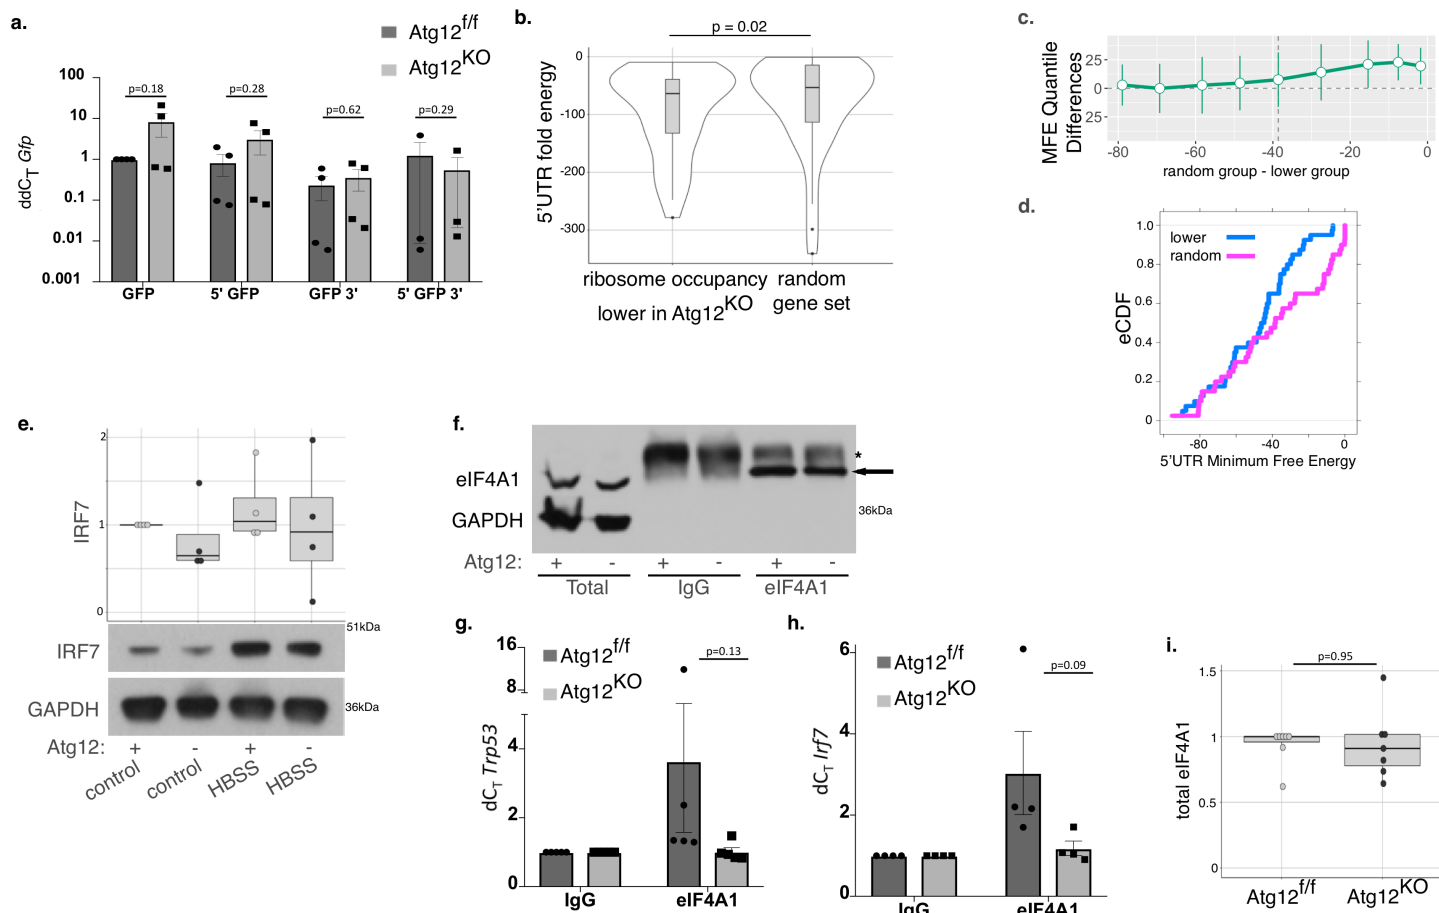 a.
Atg12f/f
Atg12KO
ddCT Gfp
100
10
1
0.1
0.01
0.001
p=0.18
p=0.28
p=0.62
p=0.29
GFP
5' GFP
GFP 3'
5' GFP 3'
b.
p = 0.02
5'UTR fold energy
0
-100
-200
-300
ribosome occupancy
lower in Atg12KO
random
gene set
c.
MFE Quantile
Differences
25
0
25
-80
-60
-40
-20
0
random group - lower group
d.
eCDF
1.0
0.8
0.6
0.4
0.2
0
lower
random
-80
-40
0
5'UTR Minimum Free Energy
e.
IRF7
2
1
0
IRF7
51kDa
GAPDH
36kDa
Atg12: + - + -
control control HBSS HBSS
f.
eIF4A1
GAPDH
*
36kDa
Atg12: + - + - + -
Total IgG eIF4A1
g.
Atg12f/f
Atg12KO
dCT Trp53
16
8
4
2
0
p=0.13
IgG
eIF4A1
h.
Atg12f/f
Atg12KO
dCT Irf7
6
4
2
0
p=0.09
IgG
eIF4A1
i.
p=0.95
total eIF4A1
1.5
1
0.5
0
Atg12f/f
Atg12KO